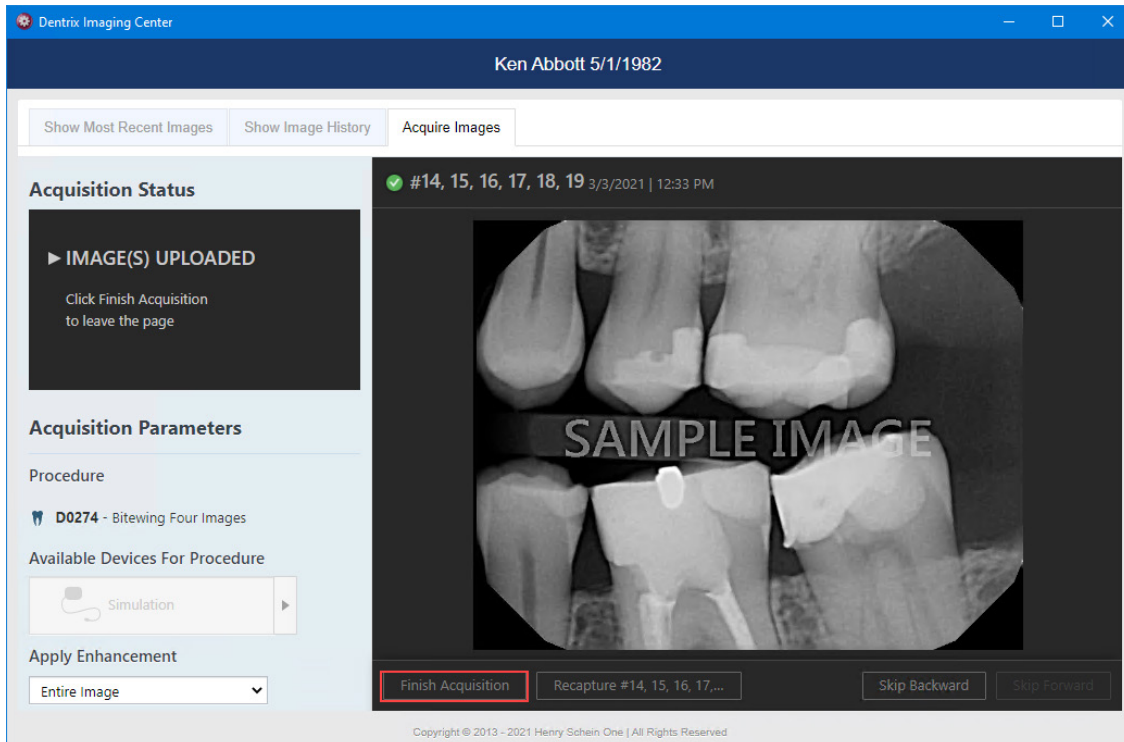 Dentrix Imaging Center
Ken Abbott 5/1/1982
Show Most Recent Images Show Image History Acquire Images
Acquisition Status
IMAGE(S) UPLOADED
Click Finish Acquisition
to leave the page
Acquisition Parameters
Procedure
D0274 - Bitewing Four Images
Available Devices For Procedure
Simulation
Apply Enhancement
Entire Image
#14, 15, 16, 17, 18, 19 3/3/2021 | 12:33 PM
SAMPLE IMAGE
Finish Acquisition Recapture #14, 15, 16, 17,... Skip Backward Skip Forward
Copyright © 2013 - 2021 Henry Schein One | All Rights Reserved